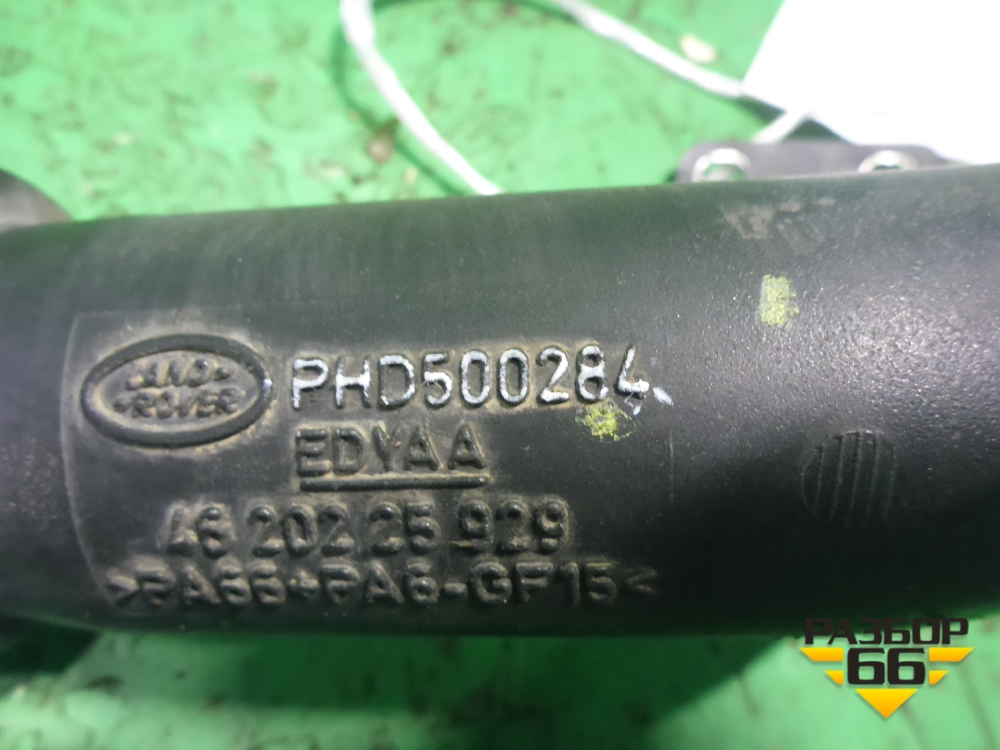 LAND
ROVER
PHD500284
EDYAA
46 202 25 929
>PA66+PA6-GF15<
РАЗБОР
66